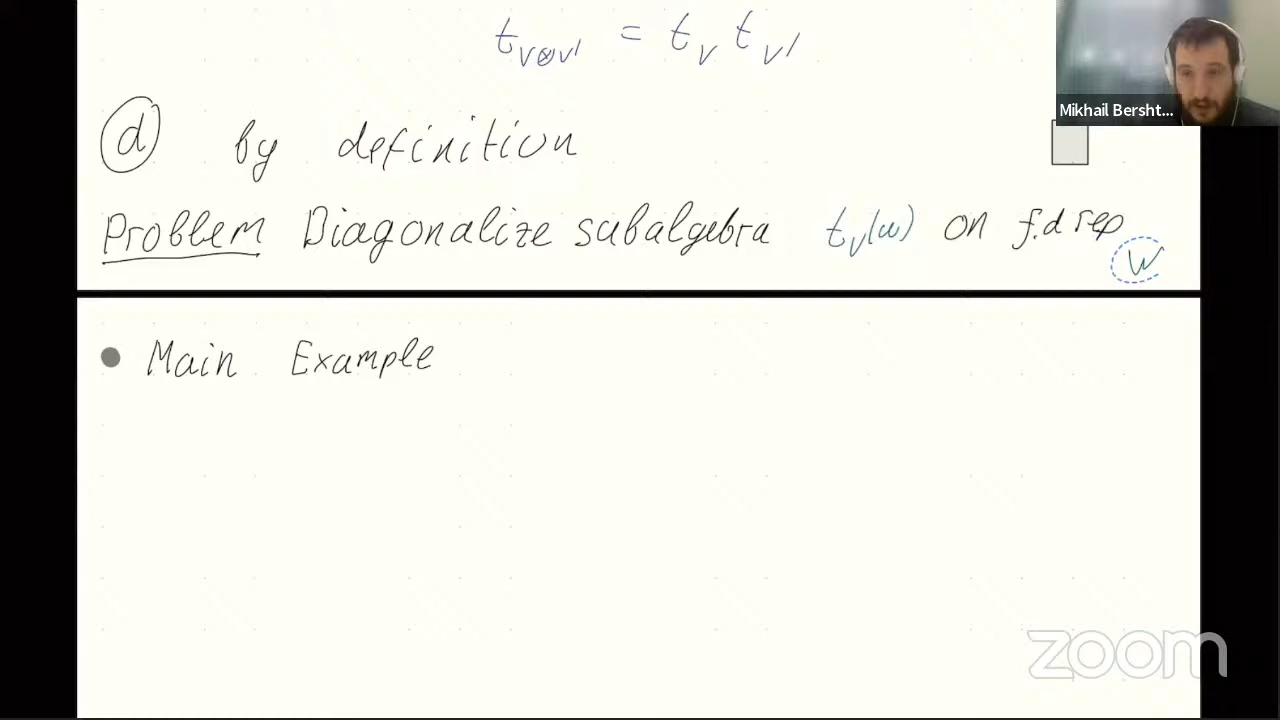 t_{V⊗V'} = t_V t_{V'}
Mikhail Bersht...
ⓓ by definition
Problem Diagonalize subalgebra t_V(u) on f.d rep
W
• Main Example
zoom